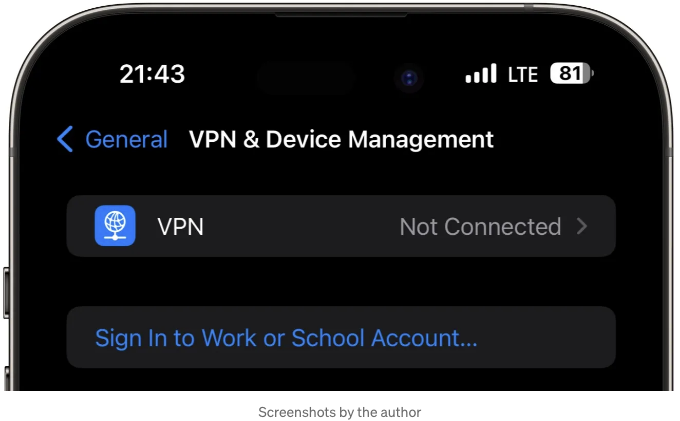 21:43 LTE 81
General VPN & Device Management
VPN Not Connected
Sign In to Work or School Account...
Screenshots by the author